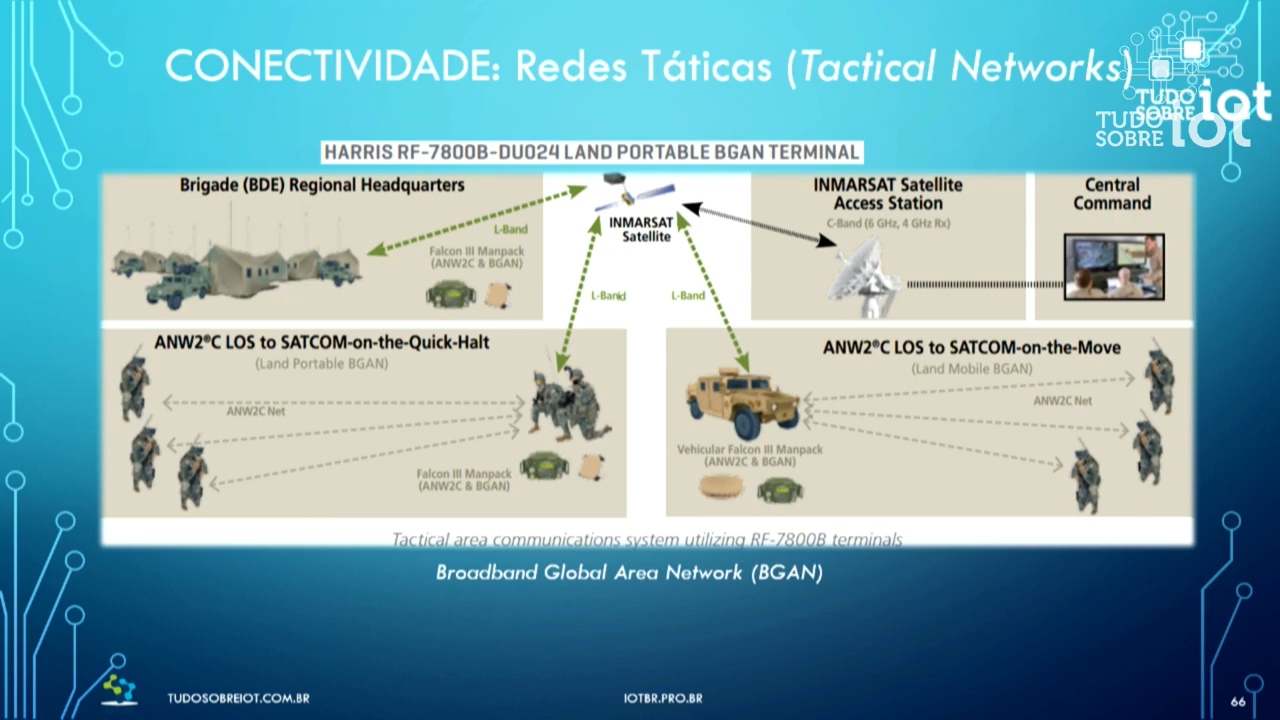 CONECTIVIDADE: Redes Táticas (Tactical Networks)
TUDO
SOBRE
iot
TUDO
SOBRE
iot
HARRIS RF-7800B-DU024 LAND PORTABLE BGAN TERMINAL
Brigade (BDE) Regional Headquarters
L-Band
Falcon III Manpack
(ANW2C & BGAN)
INMARSAT
Satellite
INMARSAT Satellite
Access Station
C-Band (6 GHz, 4 GHz Rx)
Central
Command
L-Band
L-Band
ANW2®C LOS to SATCOM-on-the-Quick-Halt
(Land Portable BGAN)
ANW2C Net
Falcon III Manpack
(ANW2C & BGAN)
ANW2®C LOS to SATCOM-on-the-Move
(Land Mobile BGAN)
ANW2C Net
Vehicular Falcon III Manpack
(ANW2C & BGAN)
Tactical area communications system utilizing RF-7800B terminals
Broadband Global Area Network (BGAN)
TUDOSOBREIOT.COM.BR
IOTBR.PRO.BR
66